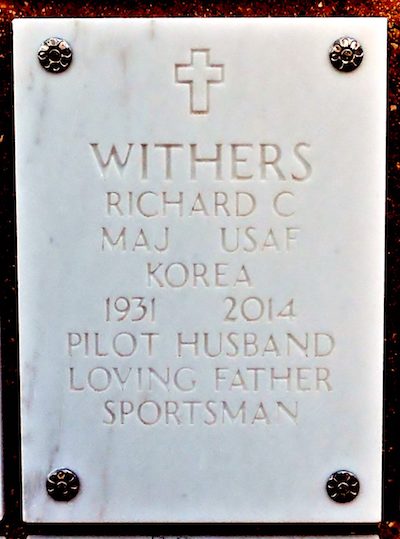 WITHERS
RICHARD C
MAJ USAF
KOREA
1931 2014
PILOT HUSBAND
LOVING FATHER
SPORTSMAN